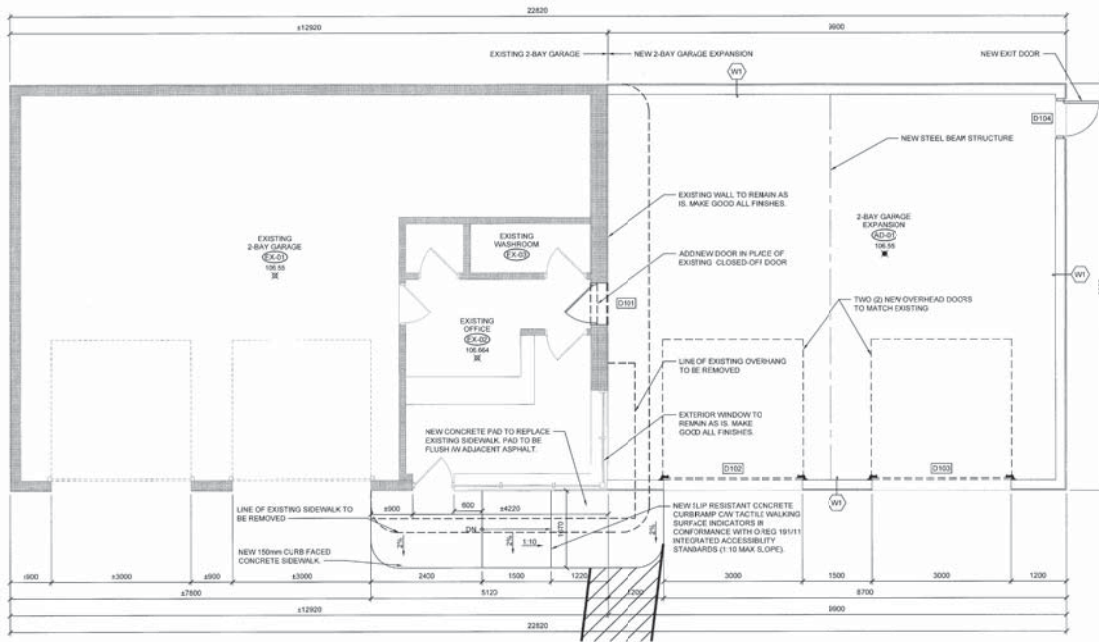 22820
±12920
9900
EXISTING 2-BAY GARAGE
NEW 2-BAY GARAGE EXPANSION
NEW EXIT DOOR
W1
D104
NEW STEEL BEAM STRUCTURE
EXISTING WALL TO REMAIN AS
IS. MAKE GOOD ALL FINISHES.
EXISTING
2-BAY GARAGE
EX-01
106.55
EXISTING
WASHROOM
EX-03
2-BAY GARAGE
EXPANSION
AD-01
106.55
ADD NEW DOOR IN PLACE OF
EXISTING CLOSED-OFF DOOR
W1
D101
TWO (2) NEW OVERHEAD DOORS
TO MATCH EXISTING
EXISTING
OFFICE
EX-02
106.664
LINE OF EXISTING OVERHANG
TO BE REMOVED
EXTERIOR WINDOW TO
REMAIN AS IS. MAKE
GOOD ALL FINISHES.
NEW CONCRETE PAD TO REPLACE
EXISTING SIDEWALK. PAD TO BE
FLUSH W ADJACENT ASPHALT.
D102
D103
W1
LINE OF EXISTING SIDEWALK TO
BE REMOVED
±900
600
±4220
1670
DN
2%
2%
1:10
2%
NEW SLIP RESISTANT CONCRETE
CURB RAMP C/W TACTILE WALKING
SURFACE INDICATORS IN
CONFORMANCE WITH O.REG 191/11
INTEGRATED ACCESSIBILITY
STANDARDS (1:10 MAX SLOPE).
NEW 150mm CURB FACED
CONCRETE SIDEWALK
±900
±3000
±900
±3000
2400
1500
1220
3000
1500
3000
1200
±7800
5120
1200
8700
±12920
9900
22820